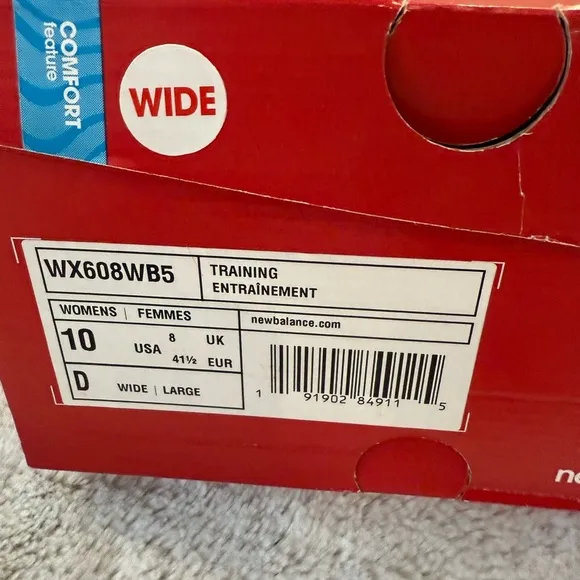 COMFORT
feature
WIDE
WX608WB5
TRAINING
ENTRAÎNEMENT
WOMENS | FEMMES
newbalance.com
10 USA
8 UK
41½ EUR
D WIDE | LARGE
1 91902 84911 5